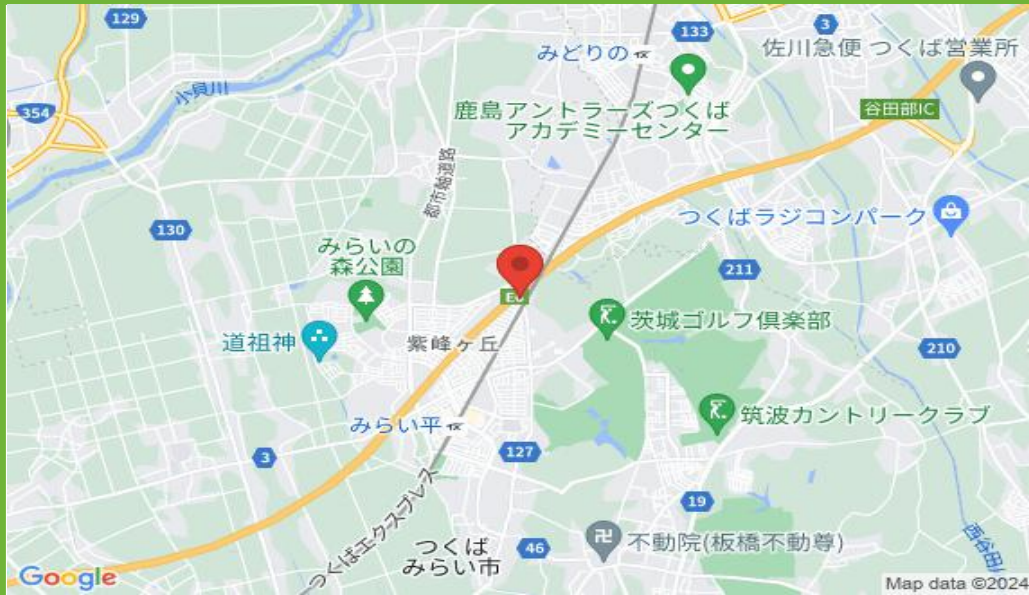 129
3
133
みどりの
佐川急便 つくば営業所
小貝川
354
鹿島アントラーズつくば
アカデミーセンター
谷田部IC
都市軸道路
130
つくばラジコンパーク
みらいの
森公園
211
茨城ゴルフ倶楽部
道祖神
紫峰ヶ丘
210
筑波カントリークラブ
みらい平
3
127
19
つくばエクスプレス
つくば
みらい市
46
不動院(板橋不動尊)
西谷田川
Google
Map data ©2024